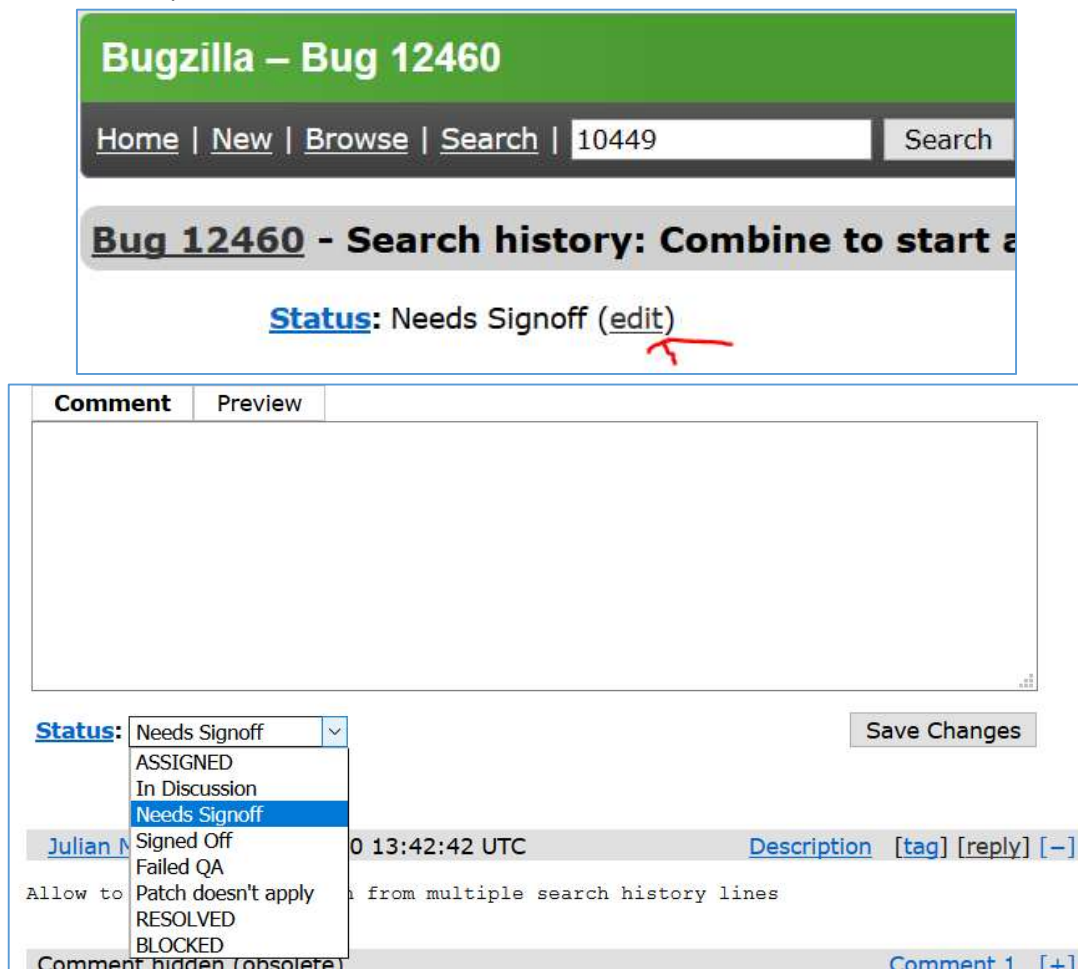 Bugzilla – Bug 12460
Home | New | Browse | Search | 10449 Search
Bug 12460 - Search history: Combine to start
Status: Needs Signoff (edit)
Comment Preview
Status: Needs Signoff Save Changes
ASSIGNED
In Discussion
Needs Signoff
Signed Off
Failed QA
Patch doesn't apply
RESOLVED
BLOCKED
Julian 0 13:42:42 UTC Description [tag] [reply] [−]
Allow to from multiple search history lines
Comment hidden (obsolete) Comment 1 [+]